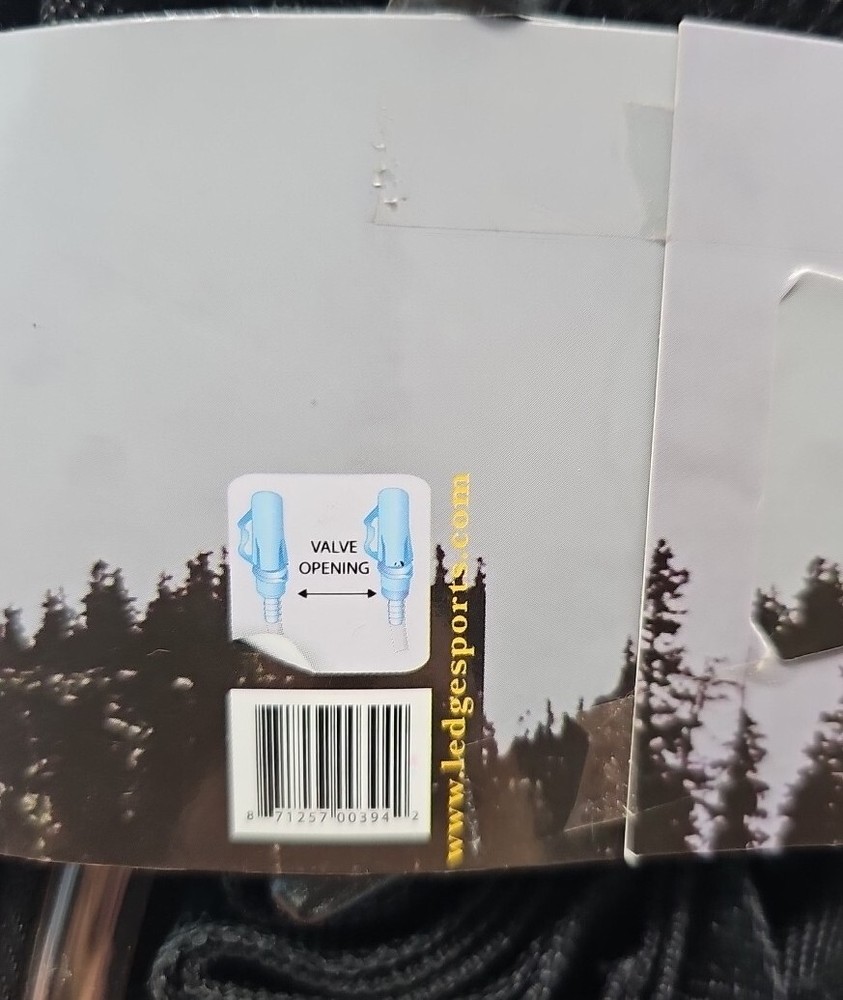 VALVE
OPENING
www.ledgesports.com
8 71257 00394 2